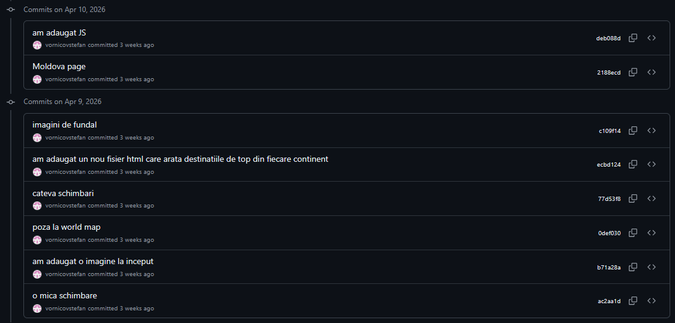 Commits on Apr 10, 2026
am adaugat JS
vornicovstefan committed 3 weeks ago
deb088d
Moldova page
vornicovstefan committed 3 weeks ago
2188ecd
Commits on Apr 9, 2026
imagini de fundal
vornicovstefan committed 3 weeks ago
c109f14
am adaugat un nou fisier html care arata destinatiile de top din fiecare continent
vornicovstefan committed 3 weeks ago
ecbd124
cateva schimbari
vornicovstefan committed 3 weeks ago
77d53f8
poza la world map
vornicovstefan committed 3 weeks ago
0def030
am adaugat o imagine la inceput
vornicovstefan committed 3 weeks ago
b71a28a
o mica schimbare
vornicovstefan committed 3 weeks ago
ac2aa1d